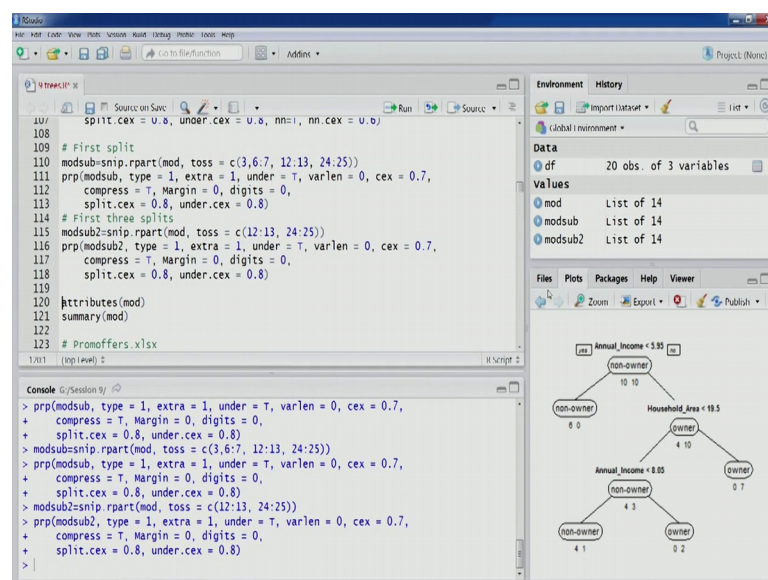 RStudio
File Edit Code View Plots Session Build Debug Profile Tools Help
Go to file/function
Addins
Project: (None)
9 trees.R* ×
Source on Save
Run
Source
107 split.cex = 0.8, under.cex = 0.8, nn=T, nn.cex = 0.6)
108
109 # First split
110 modsub=snip.rpart(mod, toss = c(3,6:7, 12:13, 24:25))
111 prp(modsub, type = 1, extra = 1, under = T, varlen = 0, cex = 0.7,
112 compress = T, Margin = 0, digits = 0,
113 split.cex = 0.8, under.cex = 0.8)
114 # First three splits
115 modsub2=snip.rpart(mod, toss = c(12:13, 24:25))
116 prp(modsub2, type = 1, extra = 1, under = T, varlen = 0, cex = 0.7,
117 compress = T, Margin = 0, digits = 0,
118 split.cex = 0.8, under.cex = 0.8)
119
120 attributes(mod)
121 summary(mod)
122
123 # Promoffers.xlsx
120:1 (Top Level) R Script
Console G:/Session 9/
> prp(modsub, type = 1, extra = 1, under = T, varlen = 0, cex = 0.7,
+ compress = T, Margin = 0, digits = 0,
+ split.cex = 0.8, under.cex = 0.8)
> modsub=snip.rpart(mod, toss = c(3,6:7, 12:13, 24:25))
> prp(modsub, type = 1, extra = 1, under = T, varlen = 0, cex = 0.7,
+ compress = T, Margin = 0, digits = 0,
+ split.cex = 0.8, under.cex = 0.8)
> modsub2=snip.rpart(mod, toss = c(12:13, 24:25))
> prp(modsub2, type = 1, extra = 1, under = T, varlen = 0, cex = 0.7,
+ compress = T, Margin = 0, digits = 0,
+ split.cex = 0.8, under.cex = 0.8)
>
Environment History
Import Dataset
List
Global Environment
Data
df 20 obs. of 3 variables
Values
mod List of 14
modsub List of 14
modsub2 List of 14
Files Plots Packages Help Viewer
Zoom Export Publish
yes Annual_Income < 5.95 no
non-owner
10 10
non-owner
6 0
Household_Area < 19.5
owner
4 10
Annual_Income < 8.05
non-owner
4 3
owner
0 7
non-owner
4 1
owner
0 2